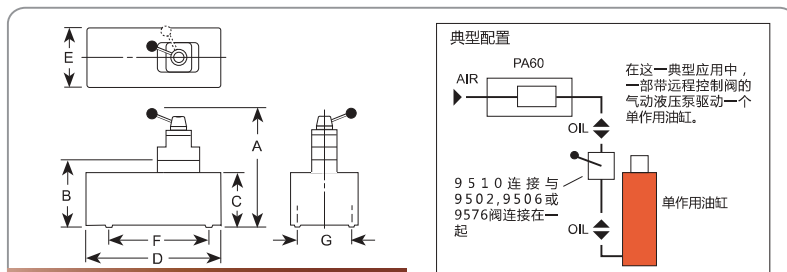 E
A
B
C
F
D
G
典型配置
PA60
AIR
在这一典型应用中，
一部带远程控制阀的
气动液压泵驱动一个
单作用油缸。
OIL
9510连接与
9502,9506或
9576阀连接在一
起
单作用油缸
OIL